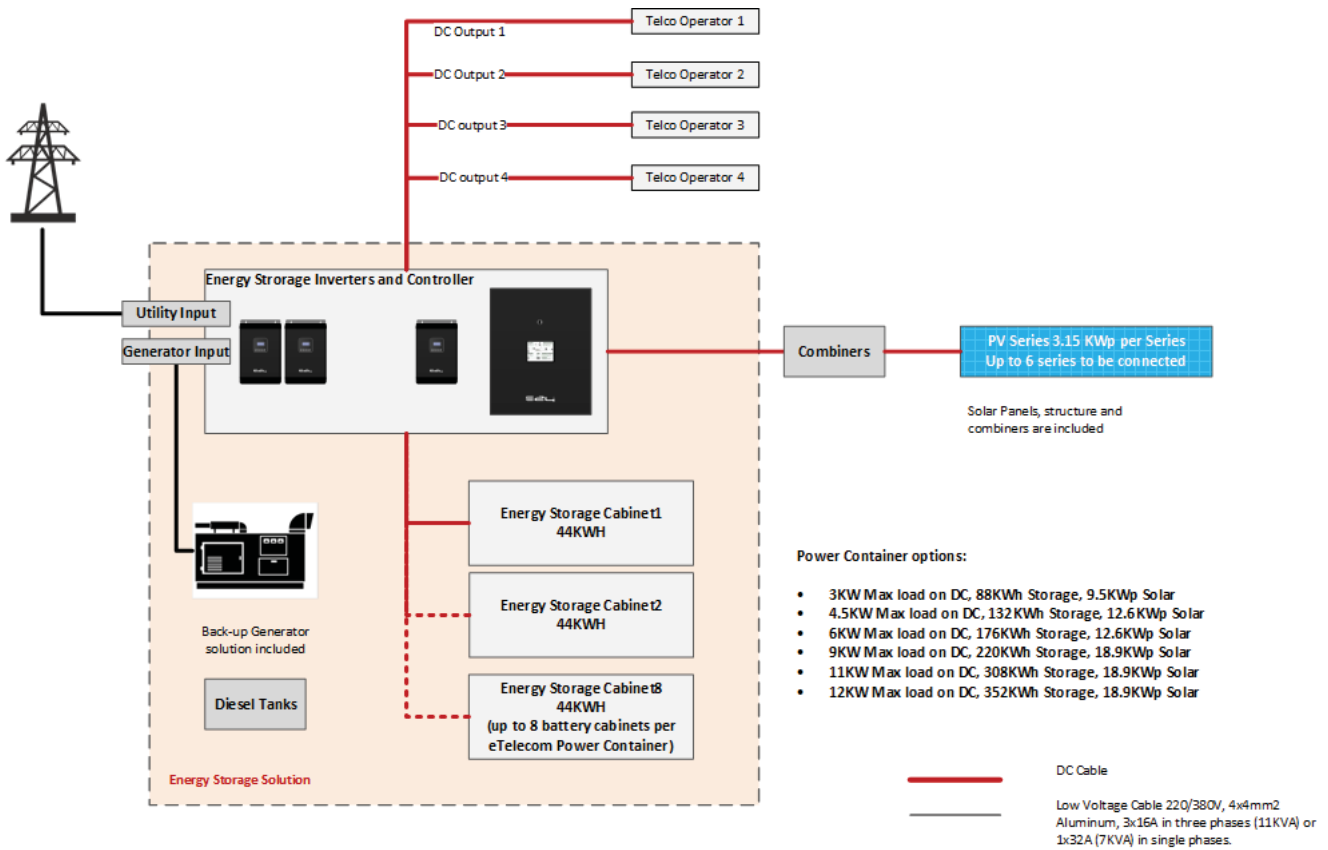 DC Output 1
Telco Operator 1
DC Output 2
Telco Operator 2
DC output 3
Telco Operator 3
DC output 4
Telco Operator 4
Energy Strorage Inverters and Controller
Utility Input
Generator Input
Combiners
PV Series 3.15 KWp per Series
Up to 6 series to be connected
Solar Panels, structure and
combiners are included
Energy Storage Cabinet1
44KWH
Energy Storage Cabinet2
44KWH
Energy Storage Cabinet8
44KWH
(up to 8 battery cabinets per
eTelecom Power Container)
Back-up Generator
solution included
Diesel Tanks
Energy Storage Solution
Power Container options:
• 3KW Max load on DC, 88KWh Storage, 9.5KWp Solar
• 4.5KW Max load on DC, 132KWh Storage, 12.6KWp Solar
• 6KW Max load on DC, 176KWh Storage, 12.6KWp Solar
• 9KW Max load on DC, 220KWh Storage, 18.9KWp Solar
• 11KW Max load on DC, 308KWh Storage, 18.9KWp Solar
• 12KW Max load on DC, 352KWh Storage, 18.9KWp Solar
DC Cable
Low Voltage Cable 220/380V, 4x4mm2
Aluminum, 3x16A in three phases (11KVA) or
1x32A (7KVA) in single phases.